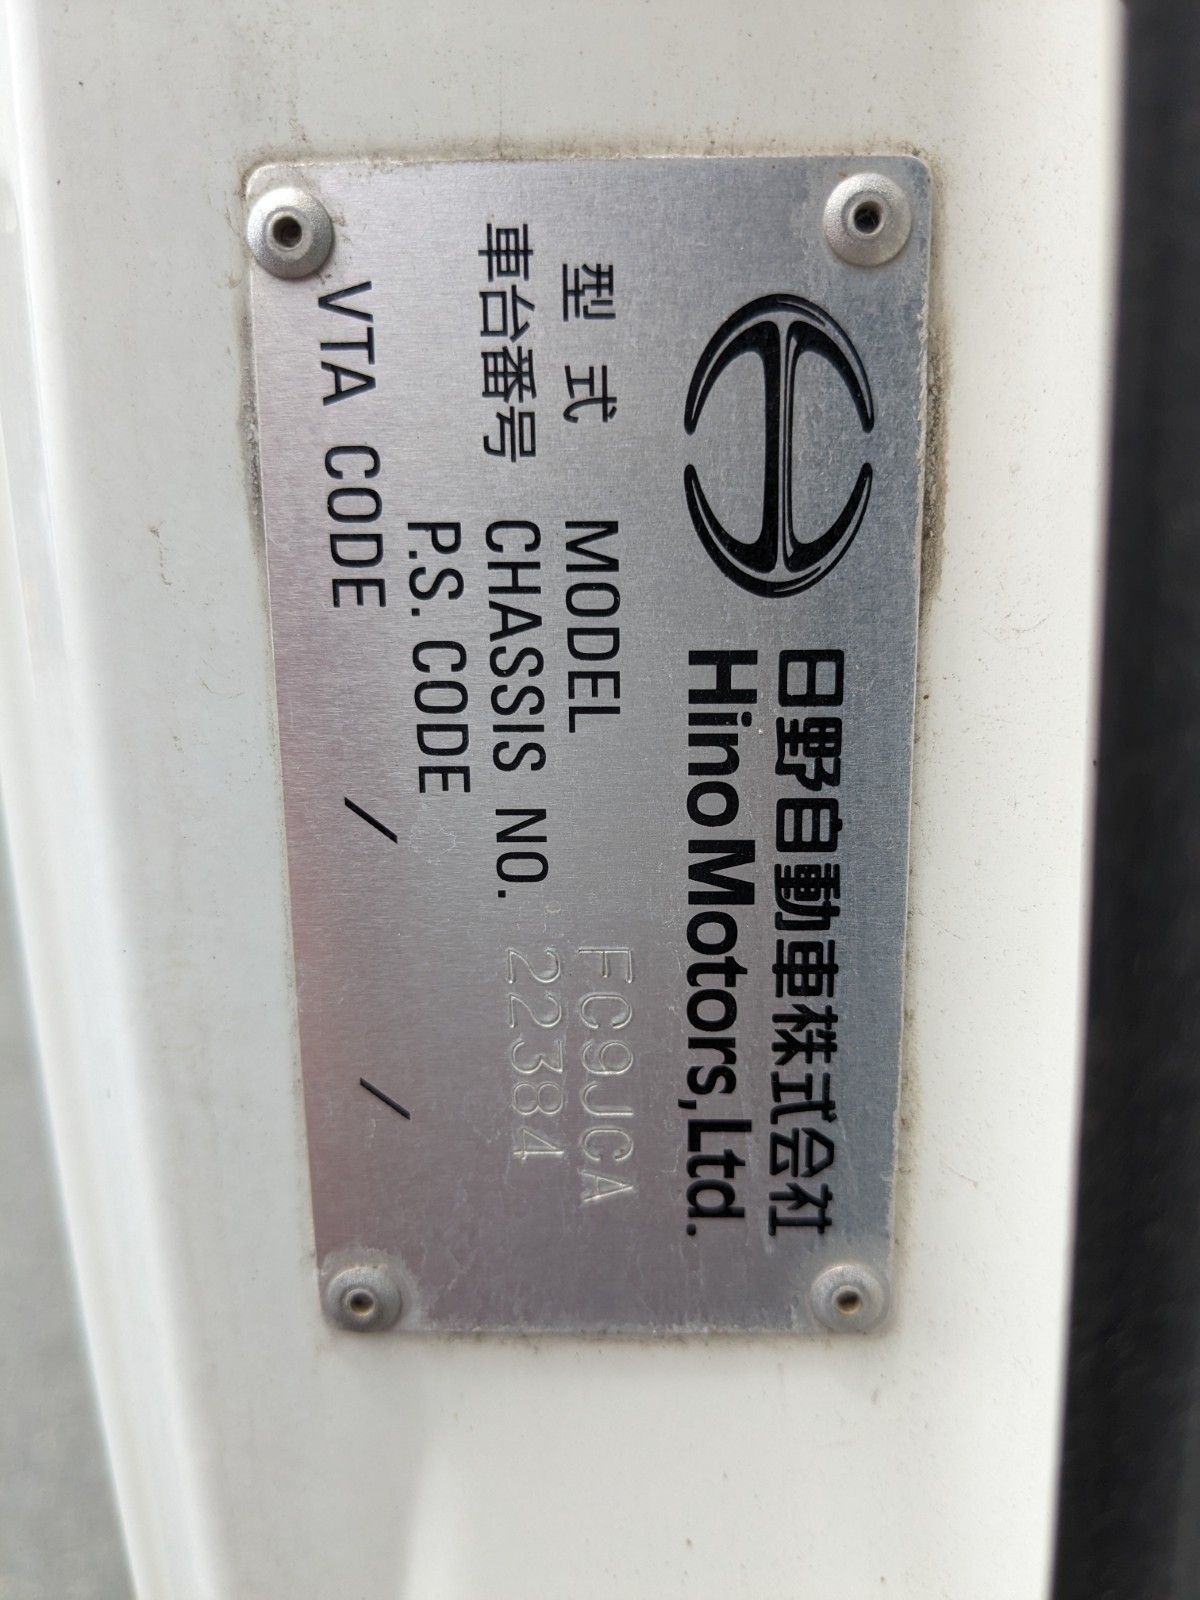 日野自動車株式会社
Hino Motors, Ltd.
型 式 MODEL FC9JCA
車台番号 CHASSIS NO. 22384
P.S. CODE
VTA CODE / /